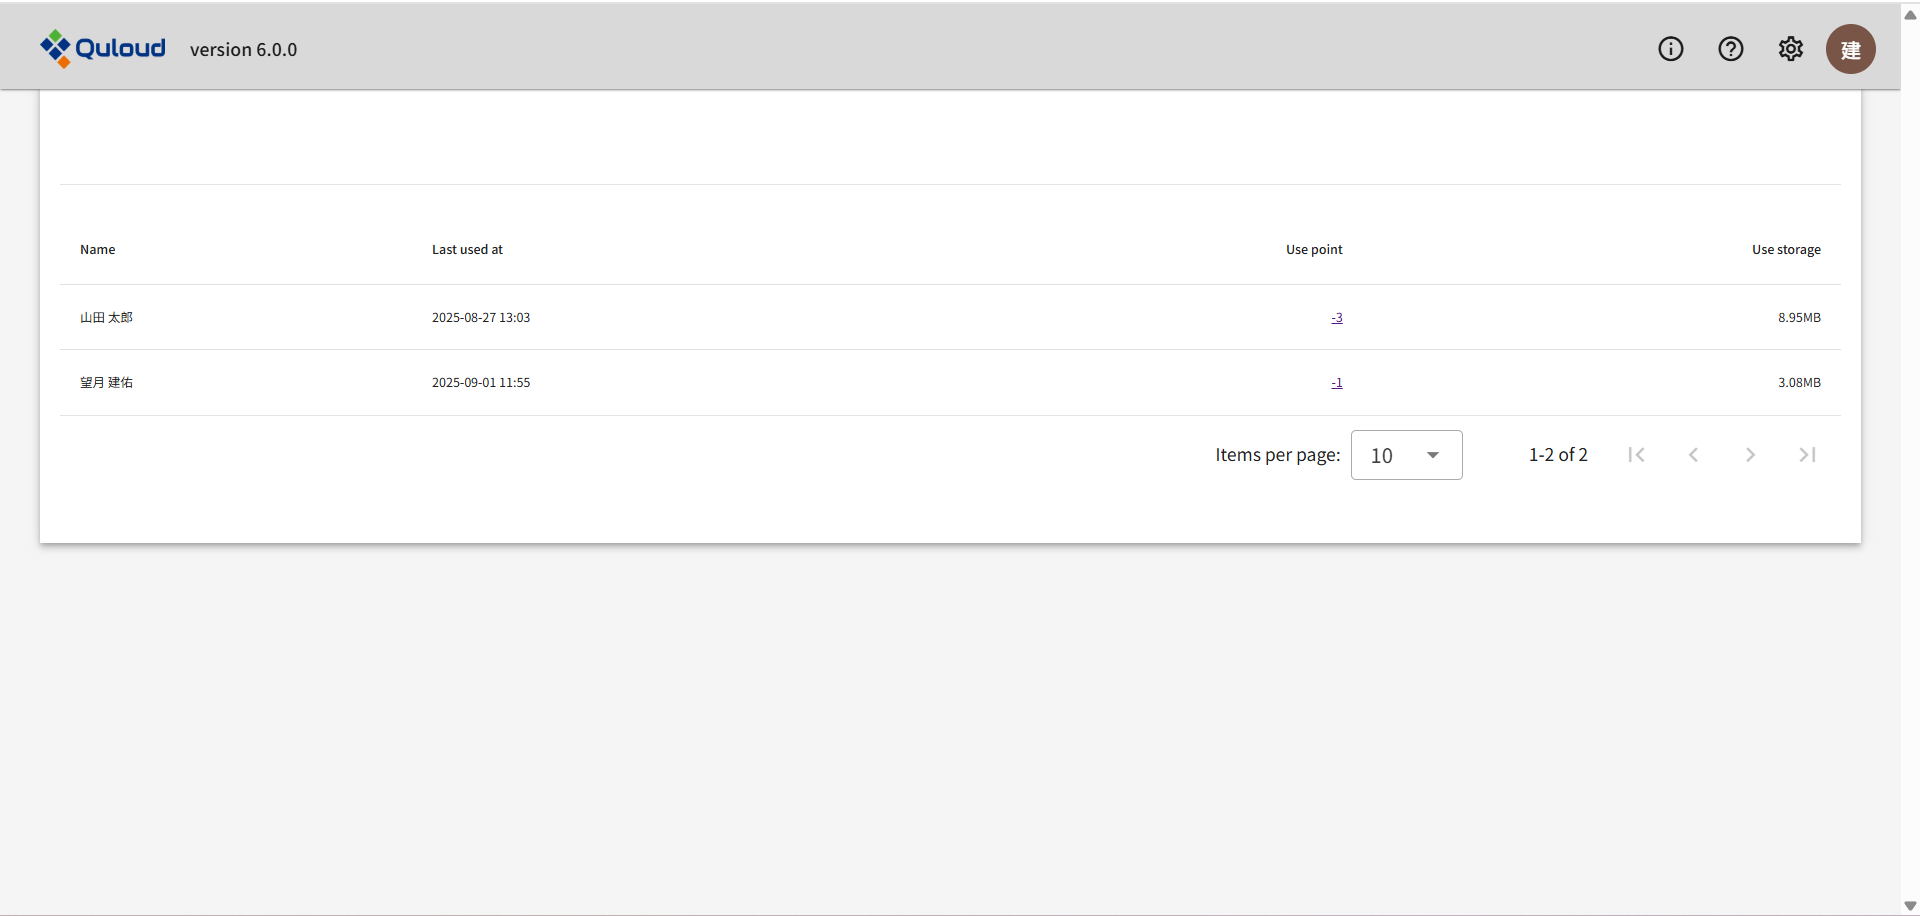 Quloud version 6.0.0 建
Name Last used at Use point Use storage
山田 太郎 2025-08-27 13:03 -3 8.95MB
望月 建佑 2025-09-01 11:55 -1 3.08MB
Items per page: 10 1-2 of 2